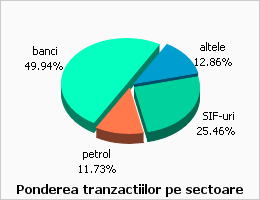 banci
49.94%
altele
12.86%
SIF-uri
25.46%
petrol
11.73%
Ponderea tranzactiilor pe sectoare